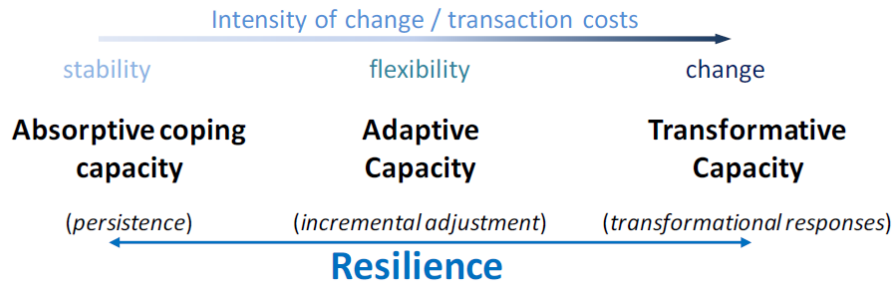 Intensity of change / transaction costs
stability flexibility change
Absorptive coping capacity Adaptive Capacity Transformative Capacity
(persistence) (incremental adjustment) (transformational responses)
Resilience